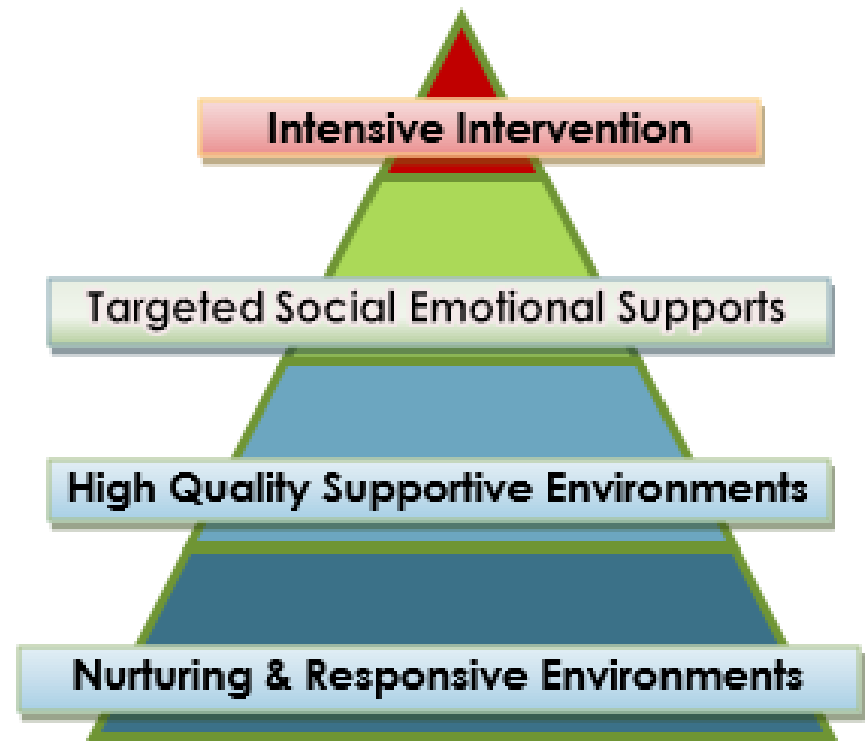 Intensive Intervention
Targeted Social Emotional Supports
High Quality Supportive Environments
Nurturing & Responsive Environments